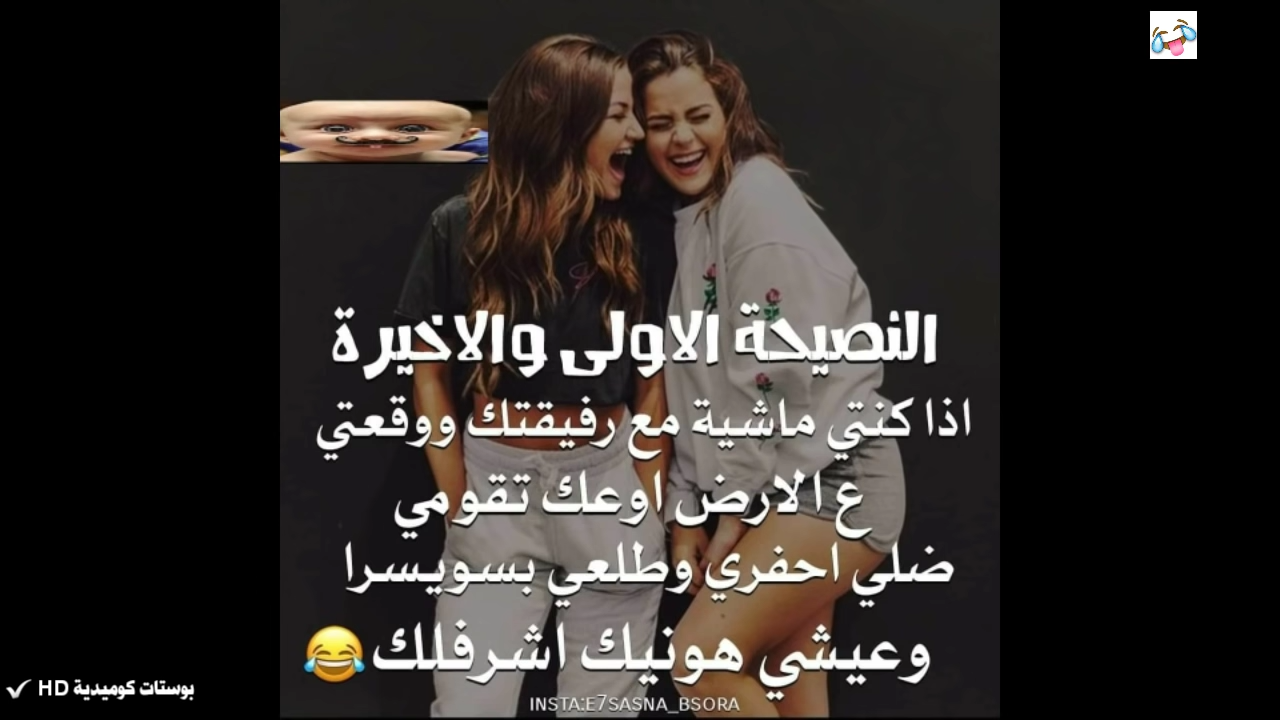 النصيحة الاولى والاخيرة
اذا كنتي ماشية مع رفيقتك ووقعتي
ع الارض اوعك تقومي
ضلي احفري وطلعي بسويسرا
وعيشي هونيك اشرفلك😂
INSTA:E7SASNA_BSORA
بوستات كوميدية HD ✓